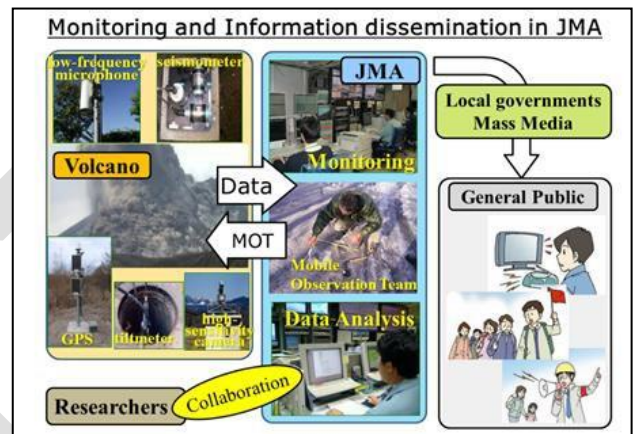 Monitoring and Information dissemination in JMA
low-frequency
microphone
seismometer
Volcano
GPS
tiltmeter
high-
sensitivity
camera
Data
MOT
JMA
Monitoring
Mobile
Observation Team
Data Analysis
Researchers
Collaboration
Local governments
Mass Media
General Public